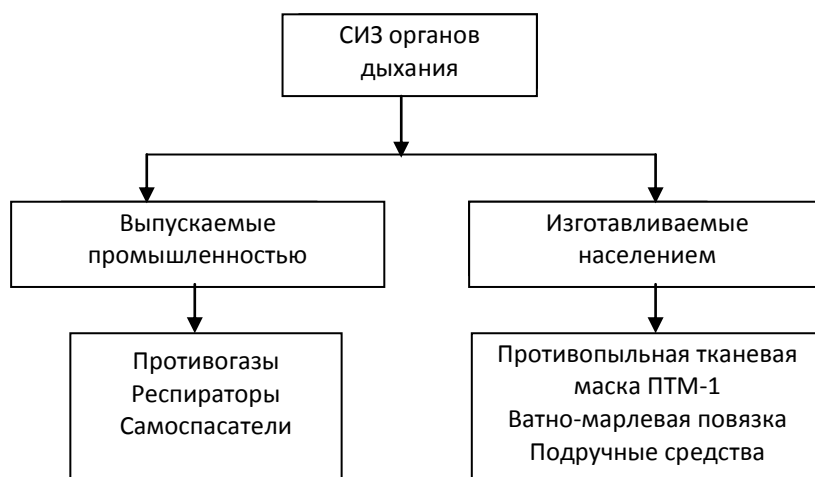 СИЗ органов
дыхания
Выпускаемые
промышленностью
Изготавливаемые
населением
Противогазы
Респираторы
Самоспасатели
Противопыльная тканевая
маска ПТМ-1
Ватно-марлевая повязка
Подручные средства